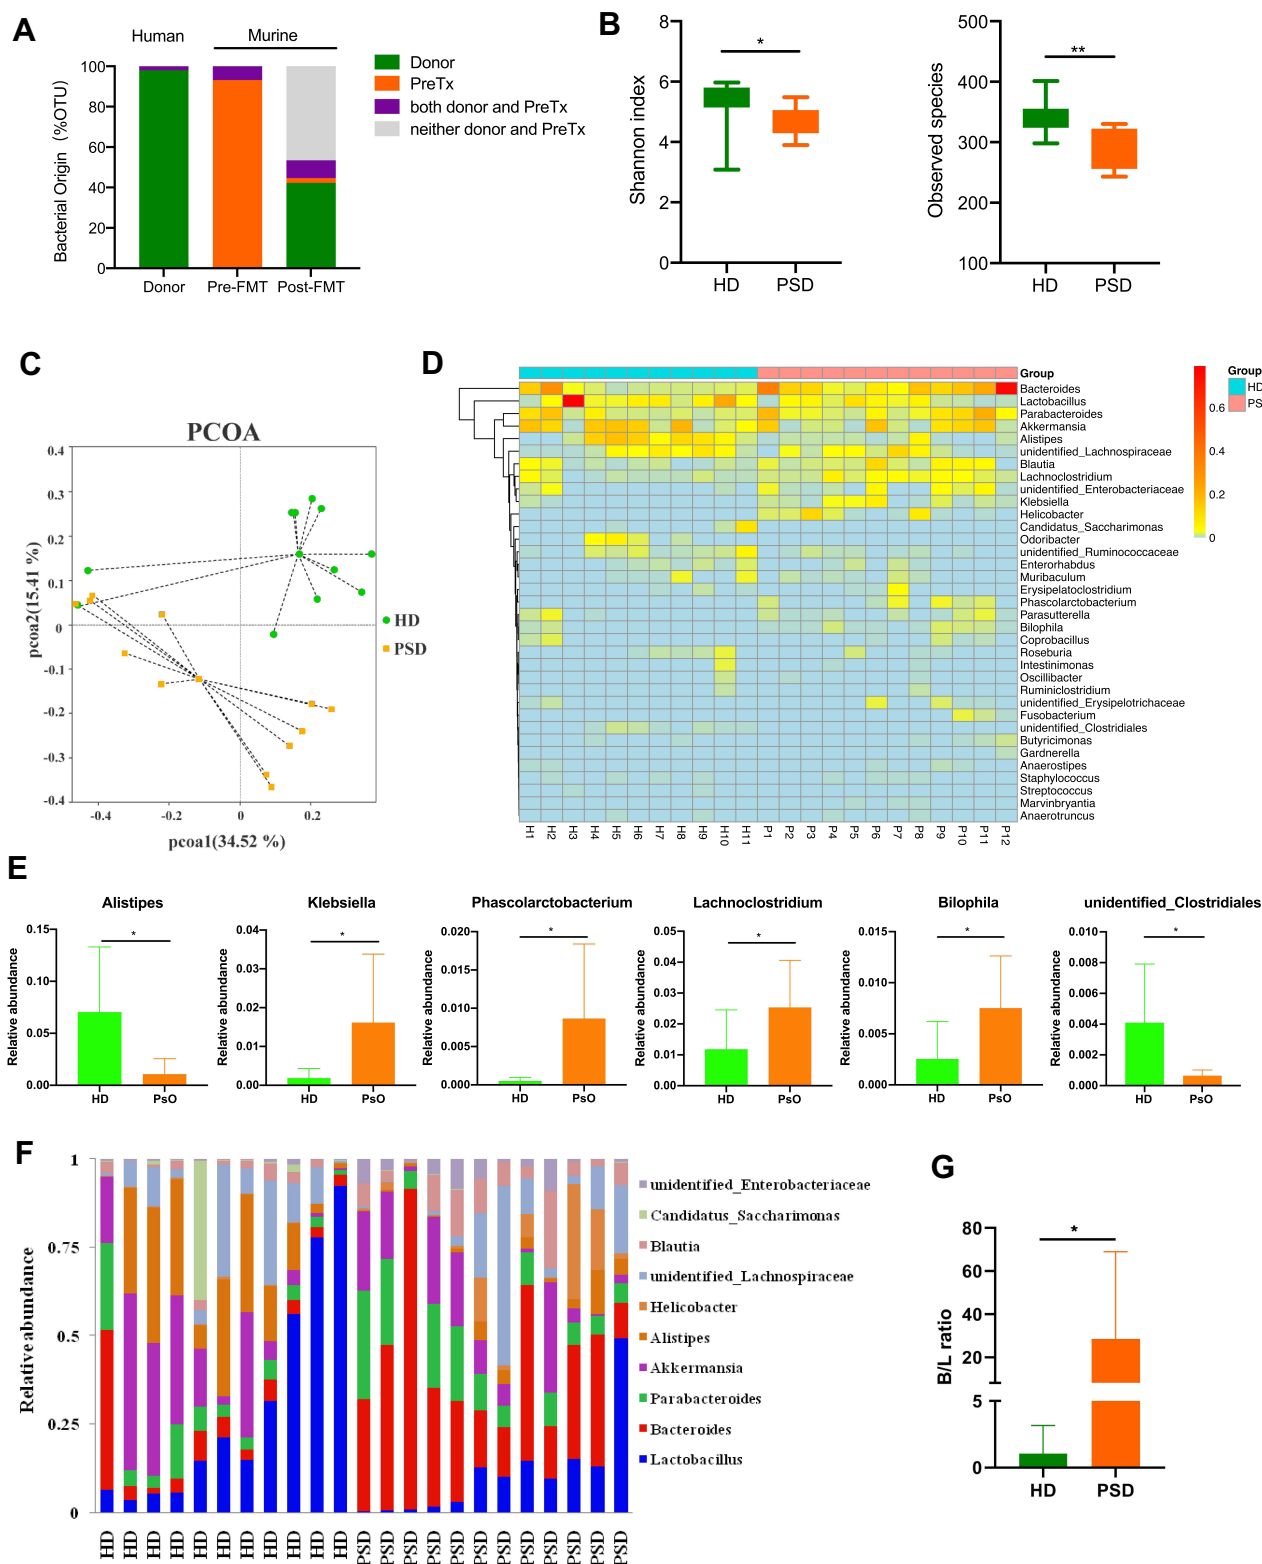 A
Human
Murine
Bacterial Origin (%OTU)
100
80
60
40
20
0
Donor
Pre-FMT
Post-FMT
Donor
PreTx
both donor and PreTx
neither donor and PreTx
B
Shannon index
8
6
4
2
0
*
HD
PSD
Observed species
500
400
300
200
100
**
HD
PSD
C
PCOA
pcoa2(15.41 %)
0.4
0.3
0.2
0.1
0
-0.1
-0.2
-0.3
-0.4
-0.4
-0.2
0
0.2
pcoa1(34.52 %)
HD
PSD
D
Group
Bacteroides
Lactobacillus
Parabacteroides
Akkermansia
Alistipes
unidentified_Lachnospiraceae
Blautia
Lachnoclostridium
unidentified_Enterobacteriaceae
Klebsiella
Helicobacter
Candidatus_Saccharimonas
Odoribacter
unidentified_Ruminococcaceae
Enterorhabdus
Muribaculum
Erysipelatoclostridium
Phascolarctobacterium
Parasutterella
Bilophila
Coprobacillus
Roseburia
Intestinimonas
Oscillibacter
Ruminiclostridium
unidentified_Erysipelotrichaceae
Fusobacterium
unidentified_Clostridiales
Butyricimonas
Gardnerella
Anaerostipes
Staphylococcus
Streptococcus
Marvinbryantia
Anaerotruncus
H1 H2 H3 H4 H5 H6 H7 H8 H9 H10 H11 P1 P2 P3 P4 P5 P6 P7 P8 P9 P10 P11 P12
0.6
0.4
0.2
0
Group
HD
PS
E
Alistipes
Relative abundance
0.15
0.10
0.05
0.00
*
HD
PsO
Klebsiella
Relative abundance
0.04
0.03
0.02
0.01
0.00
*
HD
PsO
Phascolarctobacterium
Relative abundance
0.020
0.015
0.010
0.005
0.000
*
HD
PsO
Lachnoclostridium
Relative abundance
0.05
0.04
0.03
0.02
0.01
0.00
*
HD
PsO
Bilophila
Relative abundance
0.015
0.010
0.005
0.000
*
HD
PsO
unidentified_Clostridiales
Relative abundance
0.010
0.008
0.006
0.004
0.002
0.000
*
HD
PsO
F
Relative abundance
1
0.75
0.5
0.25
0
HD HD HD HD HD HD HD HD HD HD HD PSD PSD PSD PSD PSD PSD PSD PSD PSD PSD PSD PSD
unidentified_Enterobacteriaceae
Candidatus_Saccharimonas
Blautia
unidentified_Lachnospiraceae
Helicobacter
Alistipes
Akkermansia
Parabacteroides
Bacteroides
Lactobacillus
G
B/L ratio
80
60
40
20
5
0
*
HD
PSD